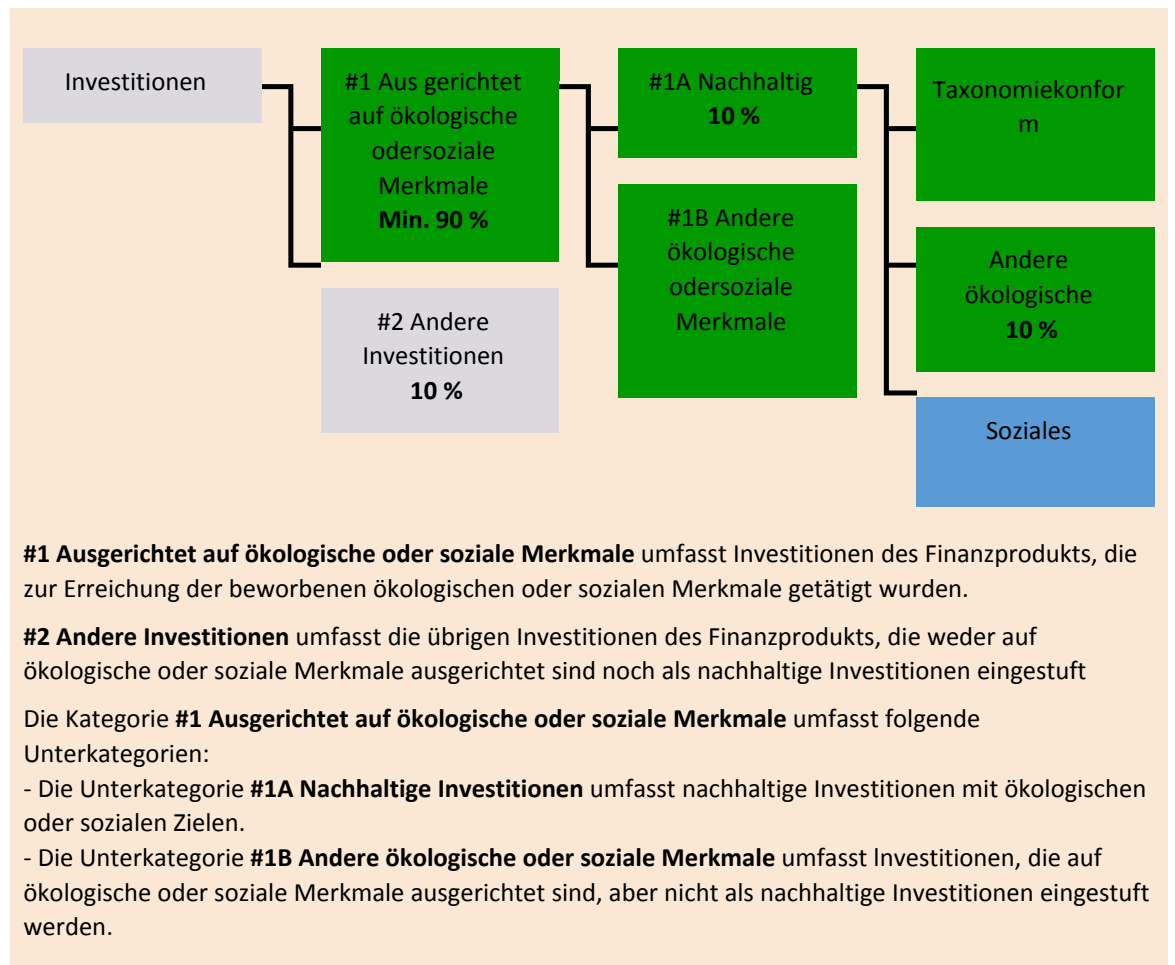 Investitionen
#1 Aus gerichtet
auf ökologische
odersoziale
Merkmale
Min. 90 %
#2 Andere
Investitionen
10 %
#1A Nachhaltig
10 %
#1B Andere
ökologische
odersoziale
Merkmale
Taxonomiekonfor
m
Andere
ökologische
10 %
Soziales
#1 Ausgerichtet auf ökologische oder soziale Merkmale umfasst Investitionen des Finanzprodukts, die
zur Erreichung der beworbenen ökologischen oder sozialen Merkmale getätigt wurden.
#2 Andere Investitionen umfasst die übrigen Investitionen des Finanzprodukts, die weder auf
ökologische oder soziale Merkmale ausgerichtet sind noch als nachhaltige Investitionen eingestuft
Die Kategorie #1 Ausgerichtet auf ökologische oder soziale Merkmale umfasst folgende
Unterkategorien:
- Die Unterkategorie #1A Nachhaltige Investitionen umfasst nachhaltige Investitionen mit ökologischen
oder sozialen Zielen.
- Die Unterkategorie #1B Andere ökologische oder soziale Merkmale umfasst lnvestitionen, die auf
ökologische oder soziale Merkmale ausgerichtet sind, aber nicht als nachhaltige Investitionen eingestuft
werden.